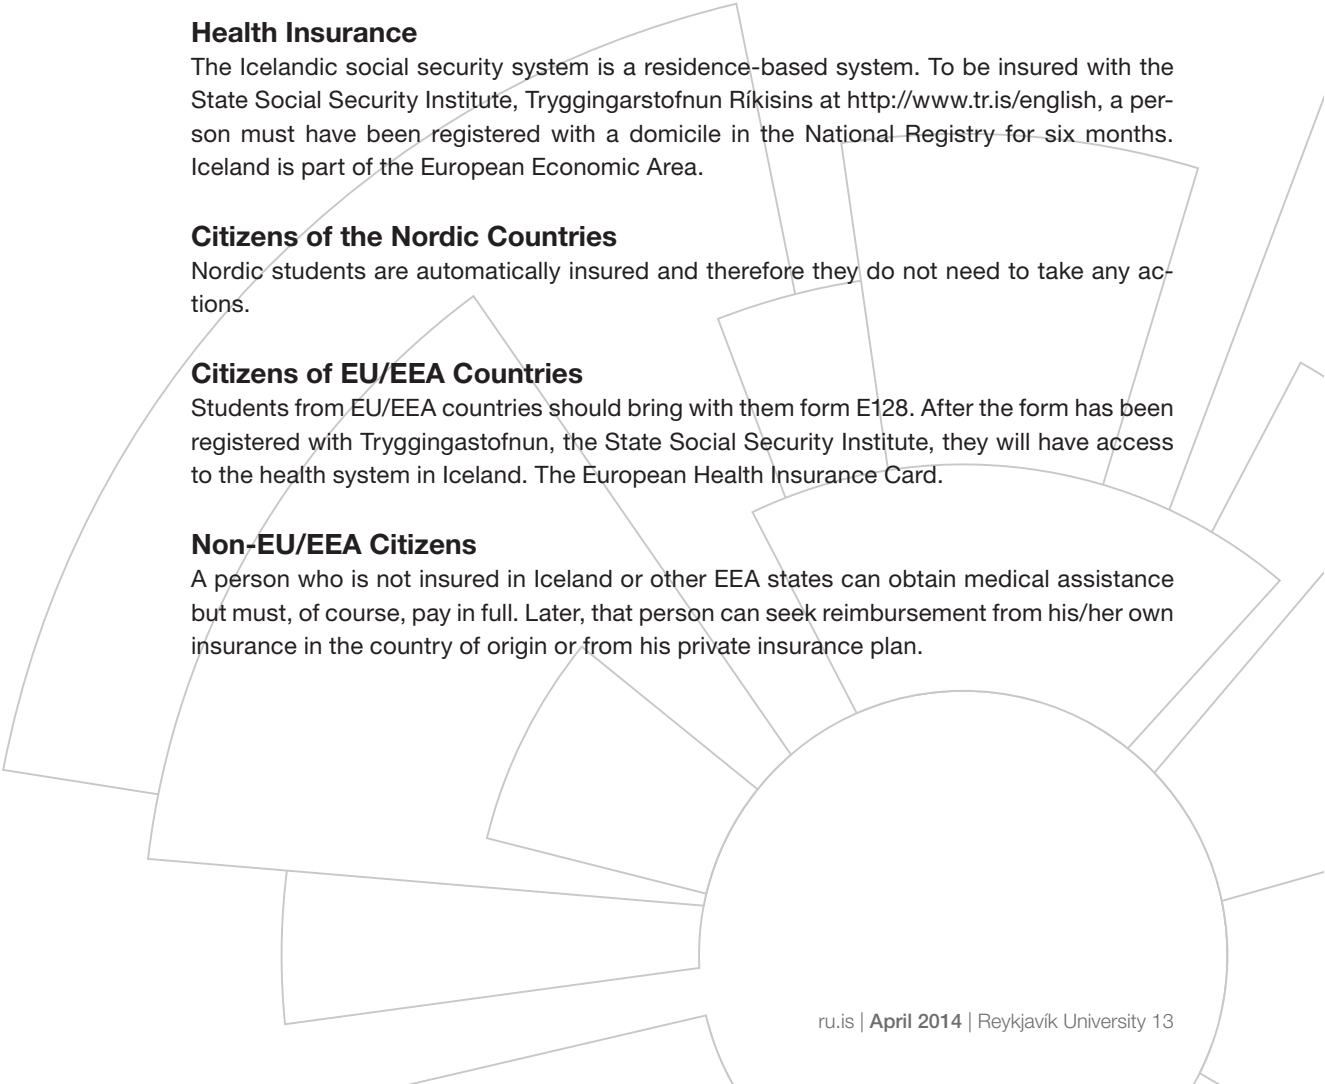 Health Insurance
The Icelandic social security system is a residence-based system. To be insured with the
State Social Security Institute, Tryggingarstofnun Ríkisins at http://www.tr.is/english, a per-
son must have been registered with a domicile in the National Registry for six months.
Iceland is part of the European Economic Area.
Citizens of the Nordic Countries
Nordic students are automatically insured and therefore they do not need to take any ac-
tions.
Citizens of EU/EEA Countries
Students from EU/EEA countries should bring with them form E128. After the form has been
registered with Tryggingastofnun, the State Social Security Institute, they will have access
to the health system in Iceland. The European Health Insurance Card.
Non-EU/EEA Citizens
A person who is not insured in Iceland or other EEA states can obtain medical assistance
but must, of course, pay in full. Later, that person can seek reimbursement from his/her own
insurance in the country of origin or from his private insurance plan.
ru.is | April 2014 | Reykjavík University 13